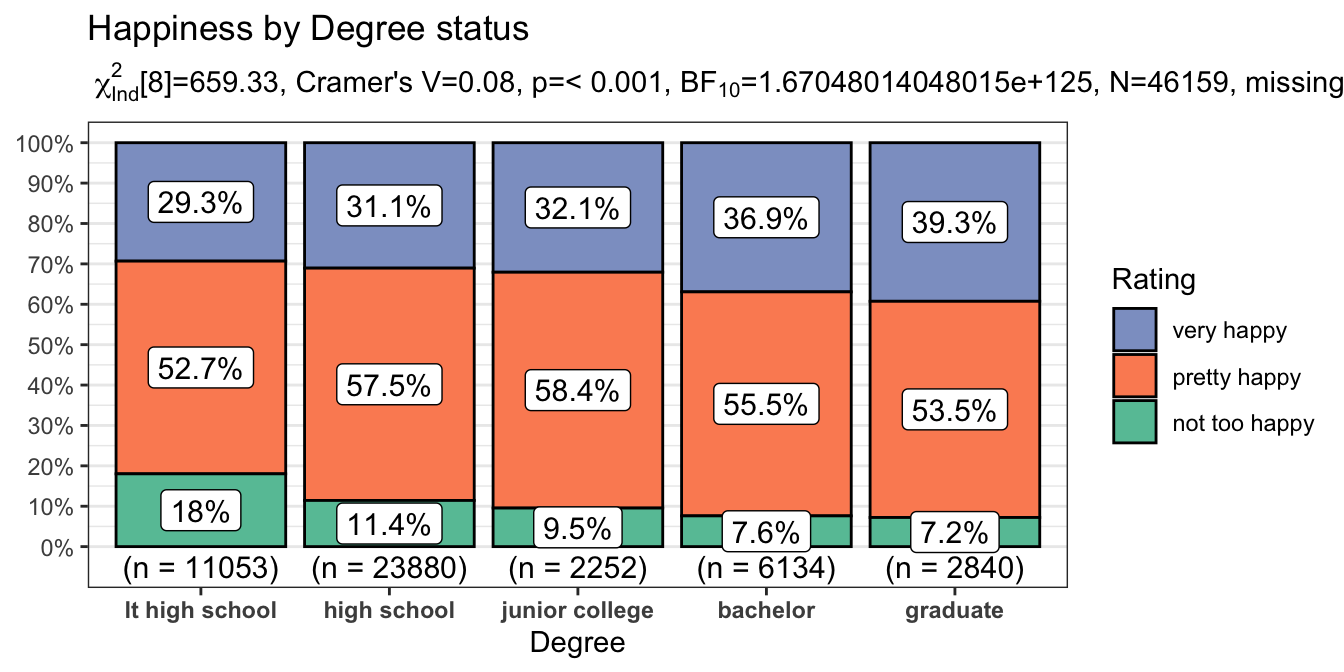 Happiness by Degree status
χ²Ind[8]=659.33, Cramer's V=0.08, p=< 0.001, BF10=1.67048014048015e+125, N=46159, missing
100%
90%
80%
70%
60%
50%
40%
30%
20%
10%
0%
29.3%
31.1%
32.1%
36.9%
39.3%
52.7%
57.5%
58.4%
55.5%
53.5%
18%
11.4%
9.5%
7.6%
7.2%
(n = 11053)
(n = 23880)
(n = 2252)
(n = 6134)
(n = 2840)
lt high school
high school
junior college
bachelor
graduate
Degree
Rating
very happy
pretty happy
not too happy